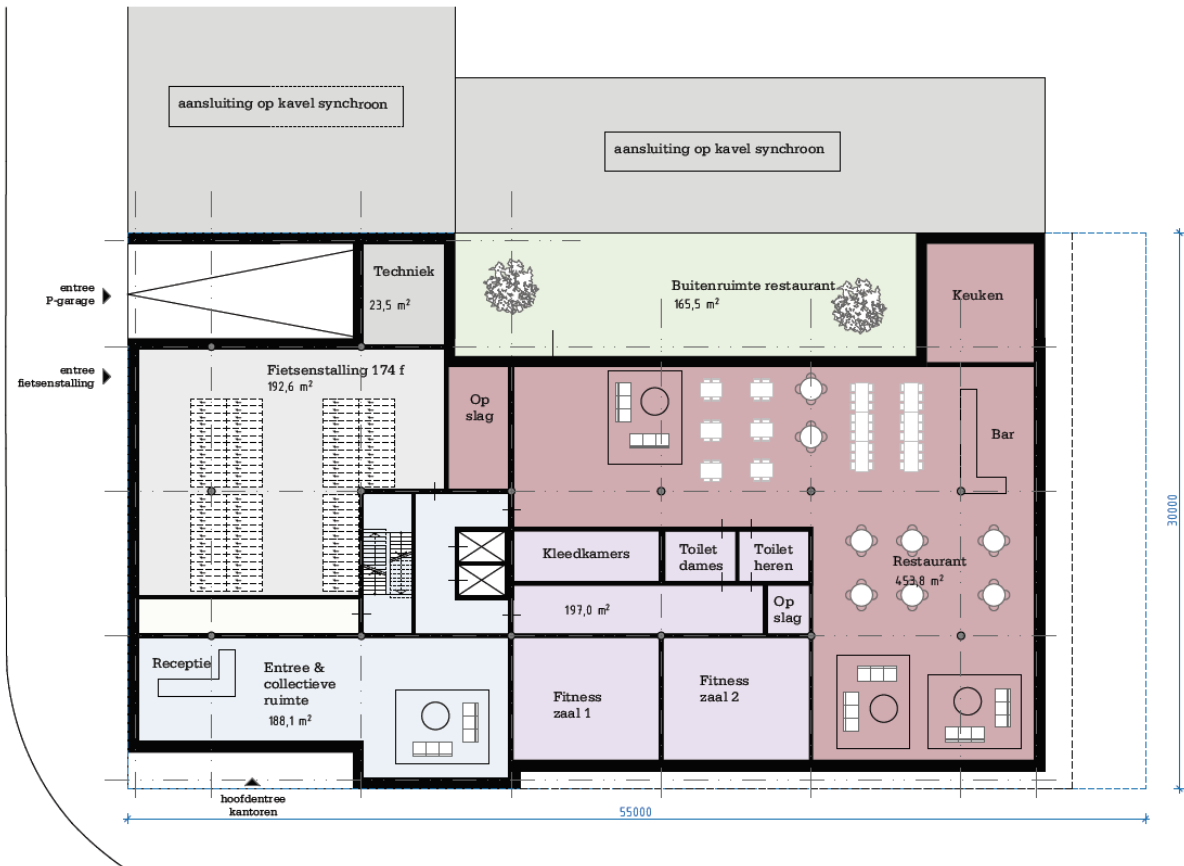 aansluiting op kavel synchroon
aansluiting op kavel synchroon
entree
P-garage
Techniek
23,5 m²
Buitenruimte restaurant
165,5 m²
Keuken
entree
fietsenstalling
Fietsenstalling 174 f
192,6 m²
Op
slag
Bar
30000
Kleedkamers
Toilet
dames
Toilet
heren
Restaurant
453,8 m²
197,0 m²
Op
slag
Receptie
Entree &
collectieve
ruimte
188,1 m²
Fitness
zaal 1
Fitness
zaal 2
hoofdentree
kantoren
55000